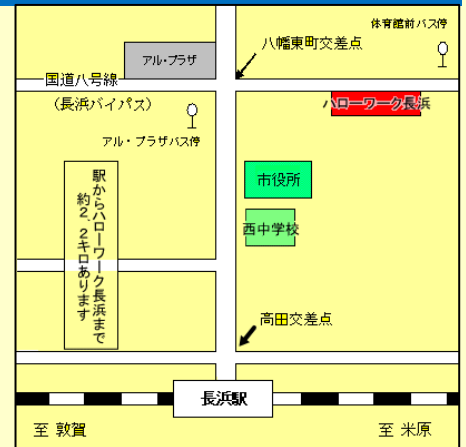 体育館前バス停
八幡東町交差点
アル・プラザ
国道八号線
(長浜バイパス)
ハローワーク長浜
アル・プラザバス停
市役所
西中学校
駅からハローワーク長浜まで
約2.2キロあります
高田交差点
長浜駅
至 敦賀
至 米原